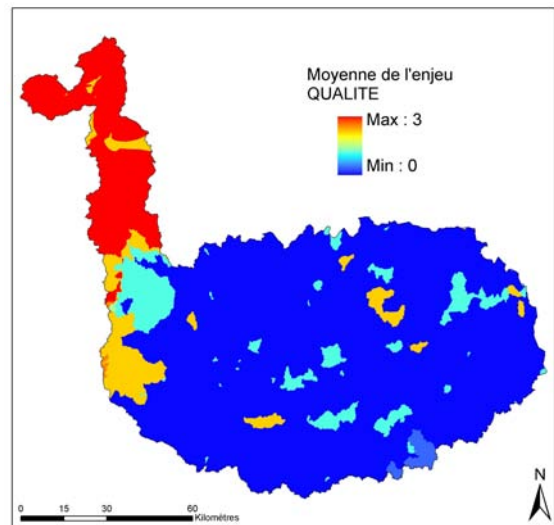 Moyenne de l'enjeu
QUALITE
Max : 3
Min : 0
N
0 15 30 60
Kilomètres